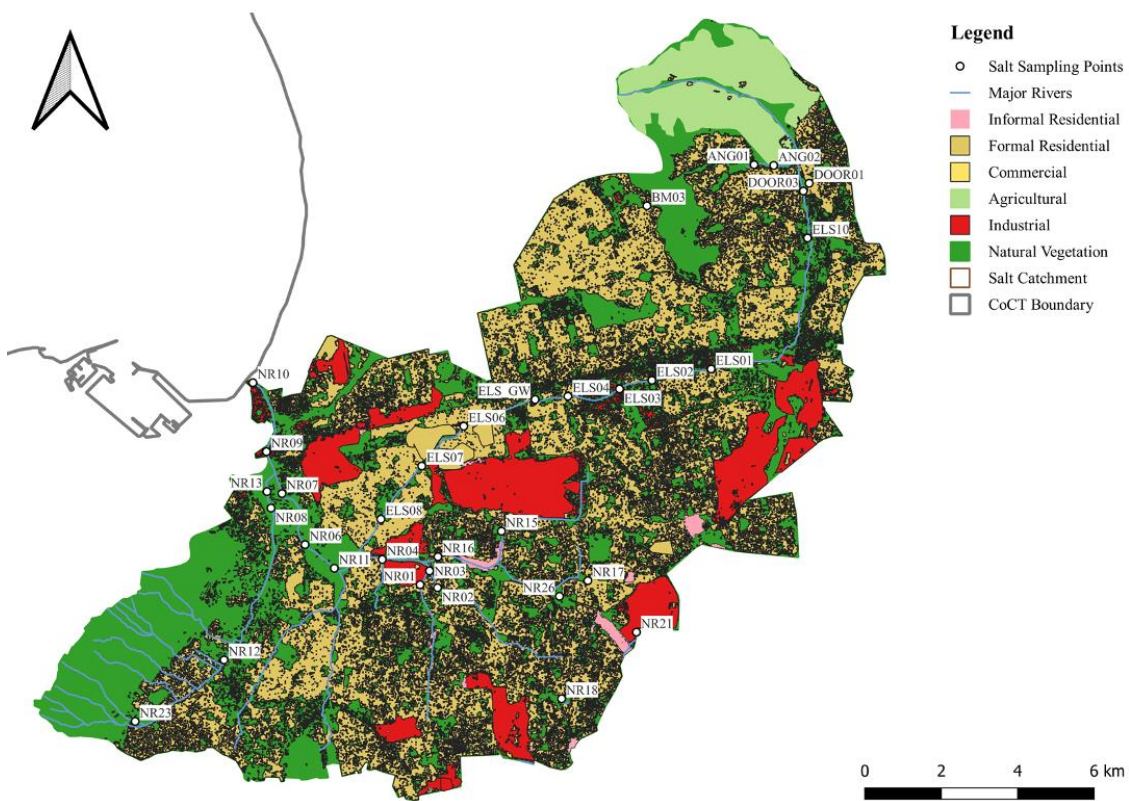 Legend
Salt Sampling Points
Major Rivers
Informal Residential
Formal Residential
Commercial
Agricultural
Industrial
Natural Vegetation
Salt Catchment
CoCT Boundary
ANG01
ANG02
DOOR01
DOOR03
BM03
ELS10
ELS01
ELS02
NR10
ELS03
ELS GW
ELS04
ELS06
NR09
ELS07
NR13
NR07
NR08
ELS08
NR15
NR06
NR04
NR16
NR11
NR03
NR01
NR17
NR02
NR26
NR21
NR12
NR18
NR23
0 2 4 6 km